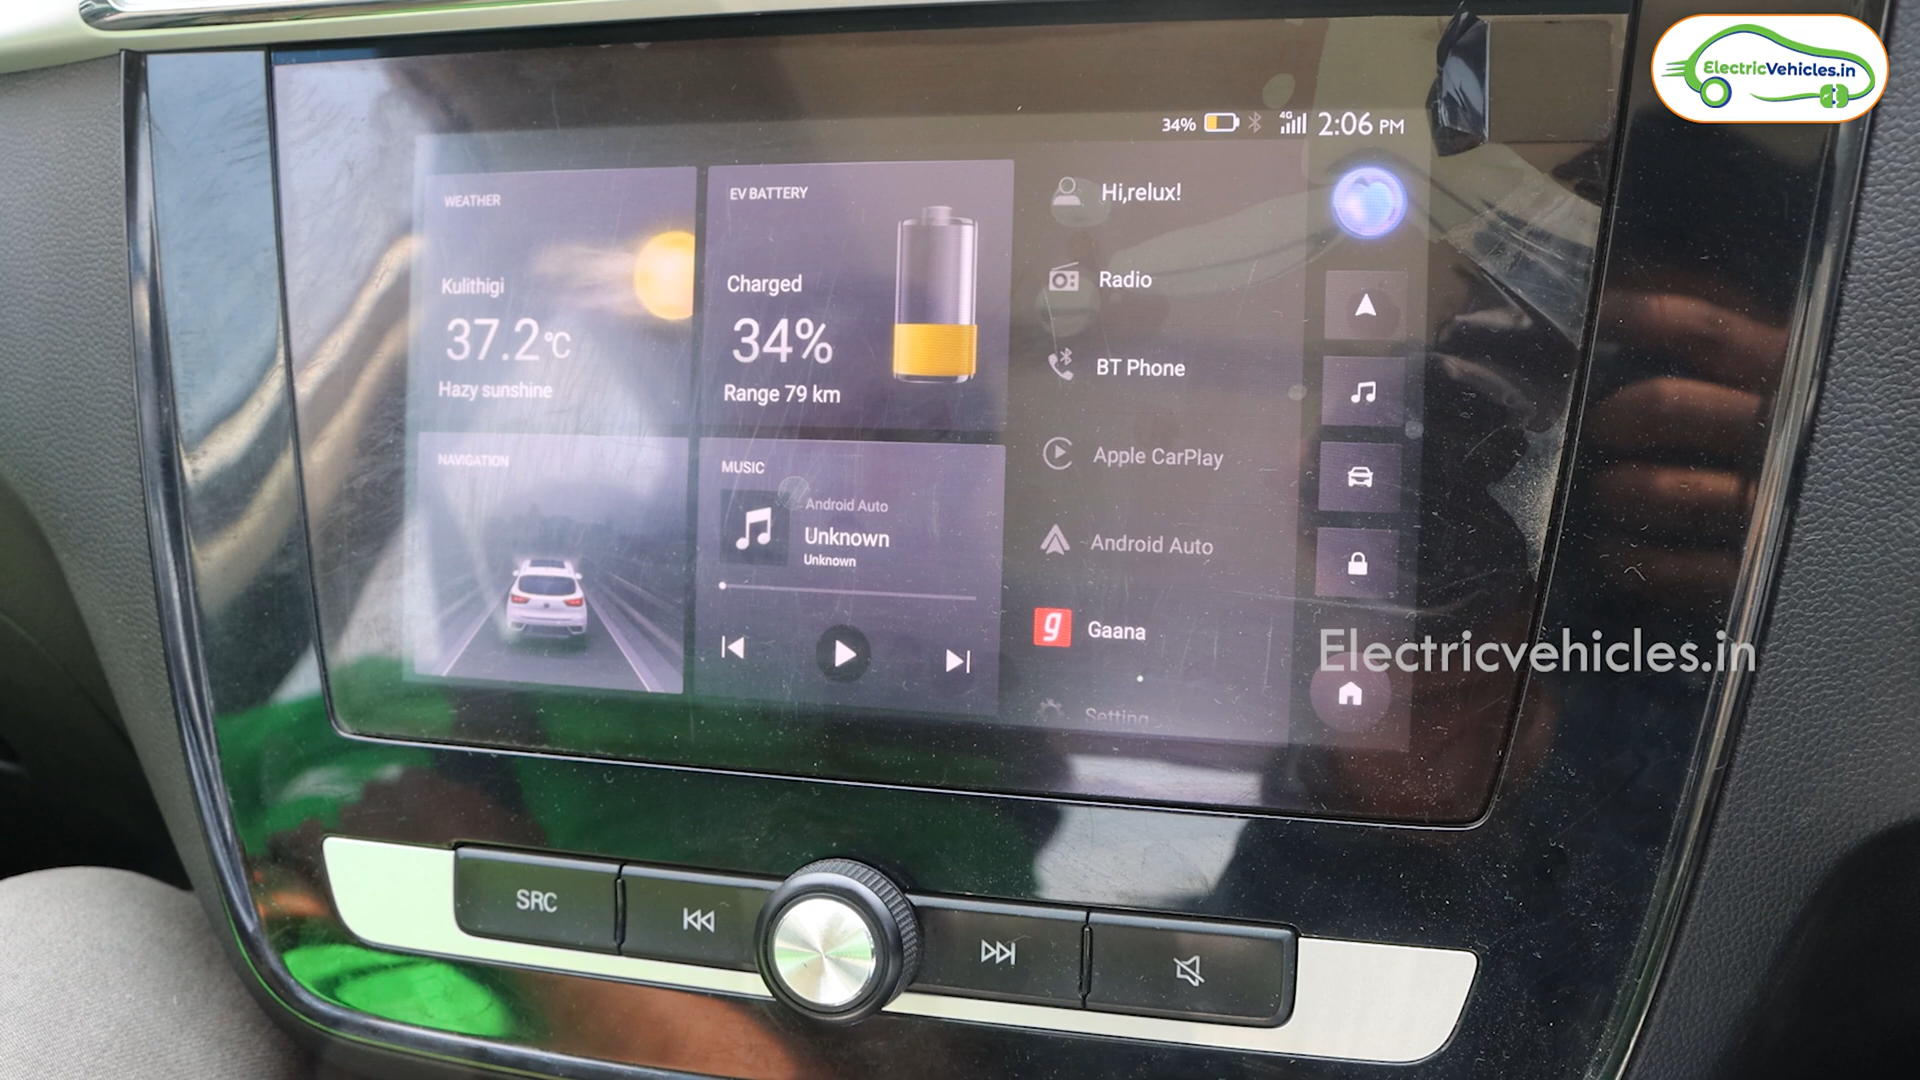 ElectricVehicles.in
34%
4G
2:06 PM
WEATHER
Kulithigi
37.2°C
Hazy sunshine
EV BATTERY
Charged
34%
Range 79 km
NAVIGATION
MUSIC
Android Auto
Unknown
Unknown
Hi,relux!
Radio
BT Phone
Apple CarPlay
Android Auto
g Gaana
Setting
Electricvehicles.in
SRC